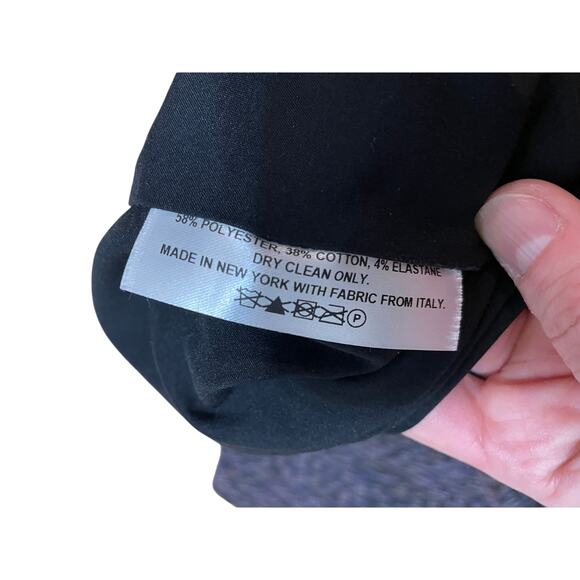 58% POLYESTER, 38% COTTON, 4% ELASTANE
DRY CLEAN ONLY.
MADE IN NEW YORK WITH FABRIC FROM ITALY.
P